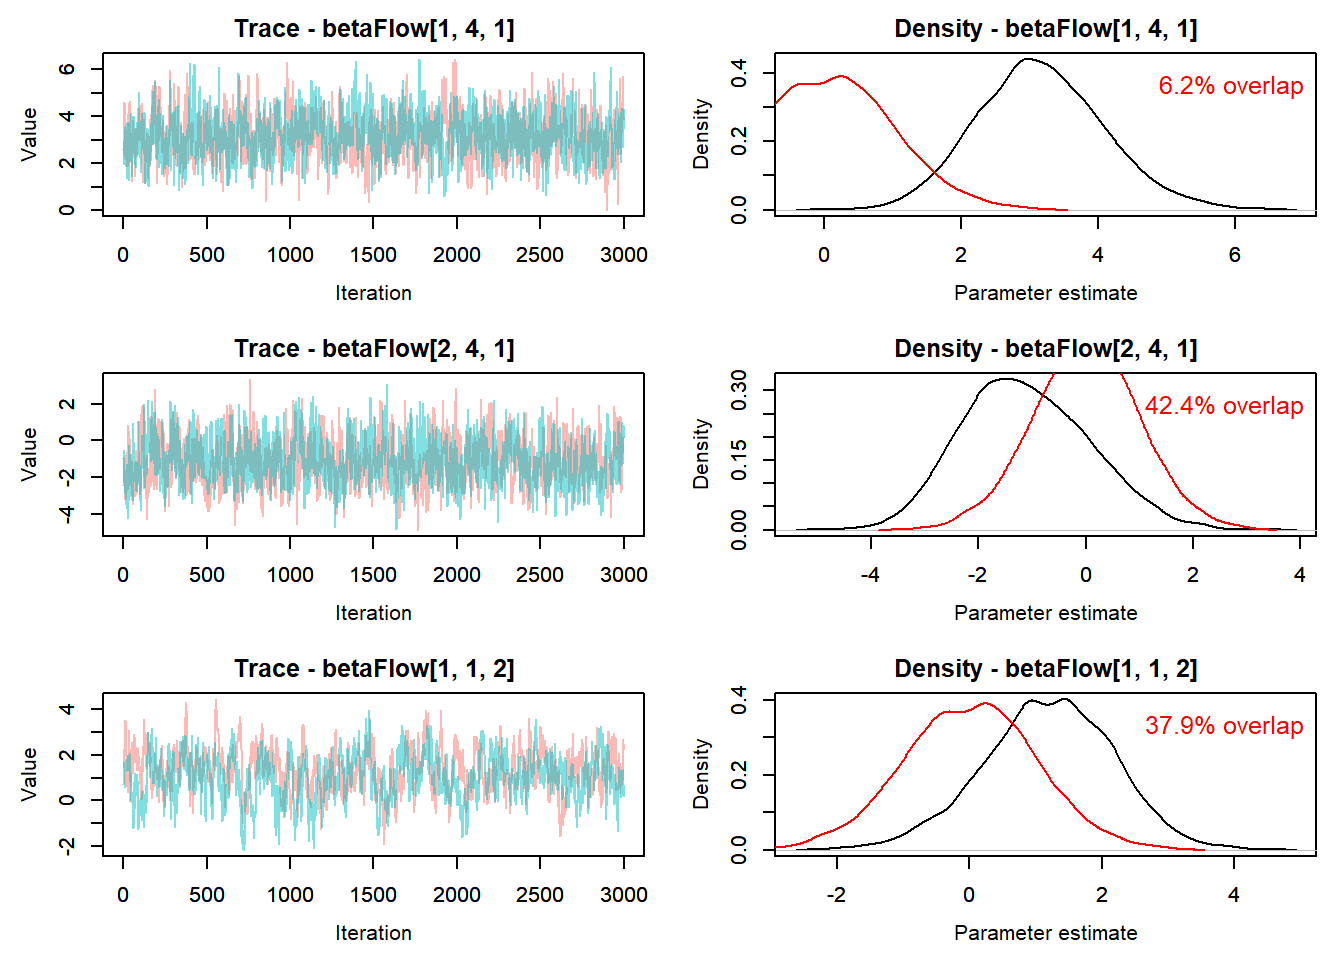 Trace - betaFlow[1, 4, 1]
Value
0 2 4 6
0 500 1000 1500 2000 2500 3000
Iteration
Density - betaFlow[1, 4, 1]
6.2% overlap
Density
0.0 0.2 0.4
0 2 4 6
Parameter estimate
Trace - betaFlow[2, 4, 1]
Value
-4 -2 0 2
0 500 1000 1500 2000 2500 3000
Iteration
Density - betaFlow[2, 4, 1]
42.4% overlap
Density
0.00 0.15 0.30
-4 -2 0 2 4
Parameter estimate
Trace - betaFlow[1, 1, 2]
Value
-2 0 2 4
0 500 1000 1500 2000 2500 3000
Iteration
Density - betaFlow[1, 1, 2]
37.9% overlap
Density
0.0 0.2 0.4
-2 0 2 4
Parameter estimate